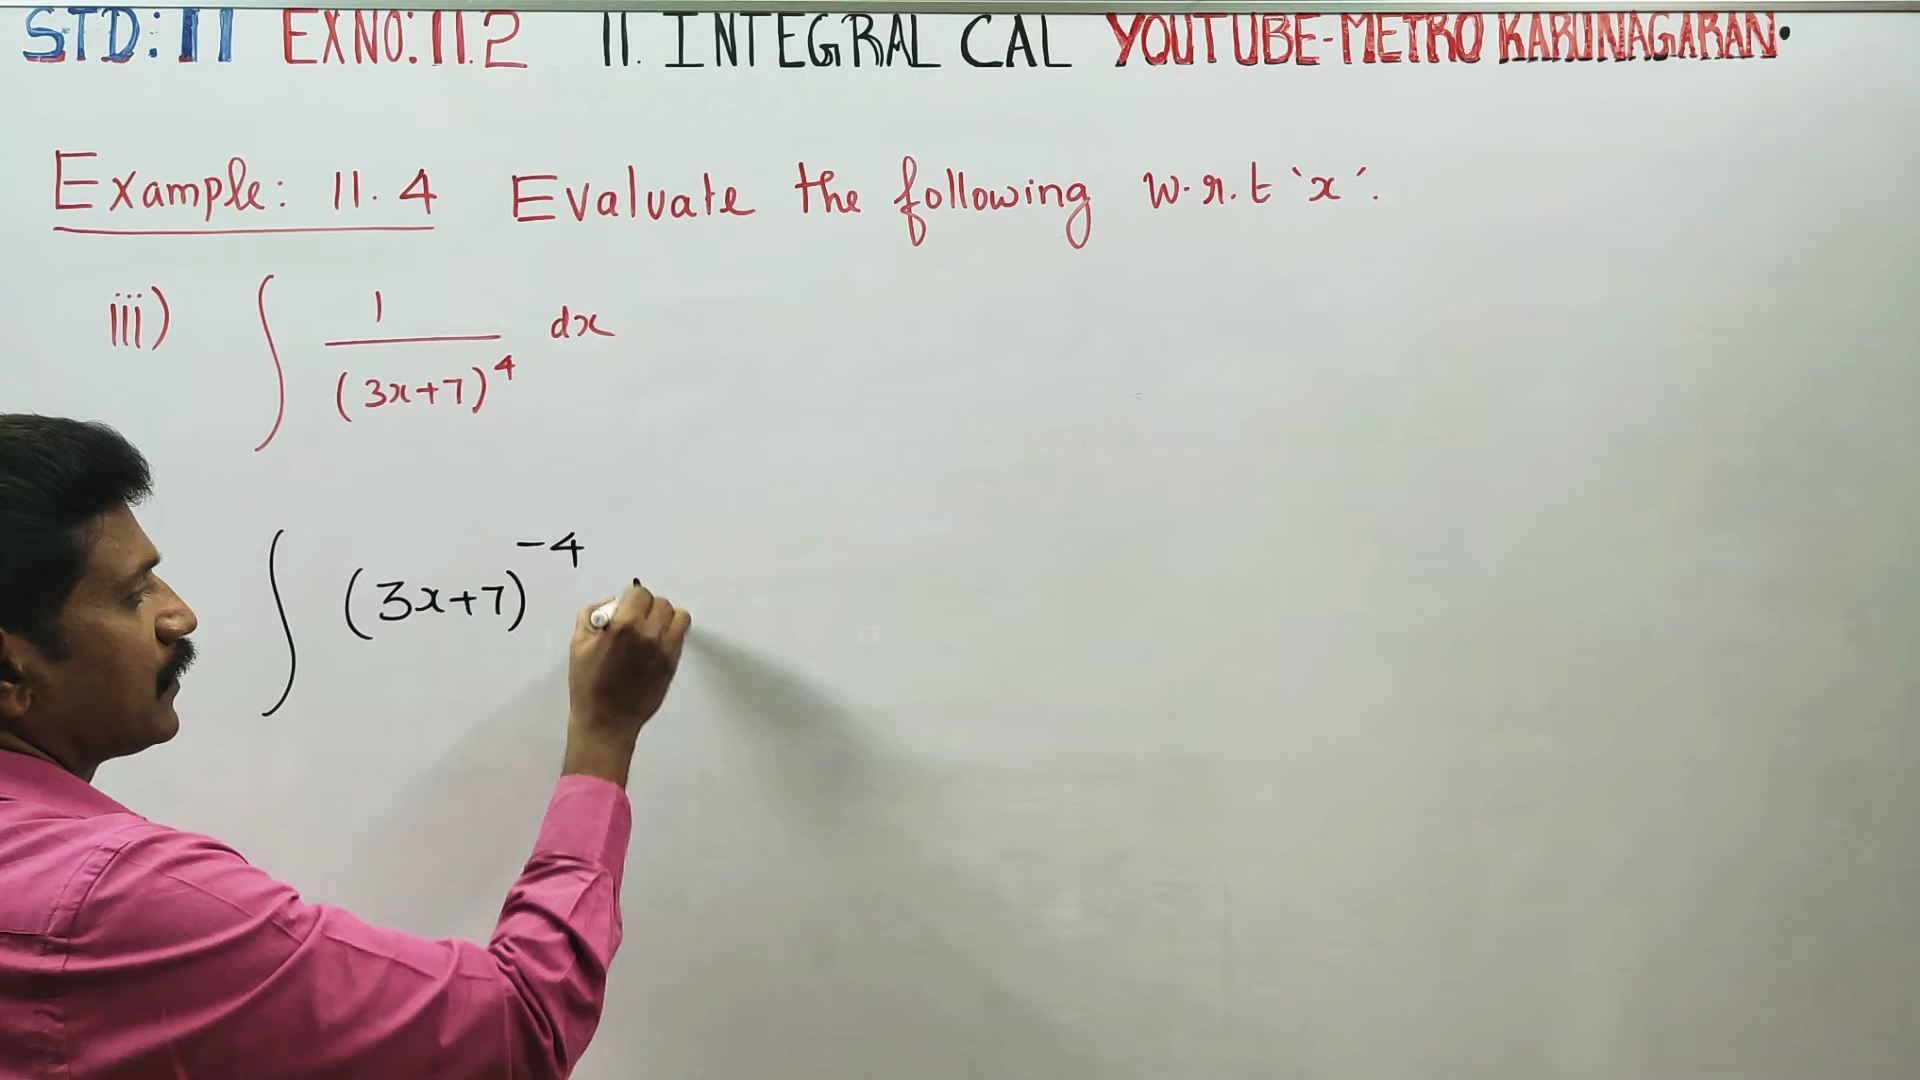 STD: 11 EXNO: 11.2 11. INTEGRAL CAL YOUTUBE-METRO KARUNAGARAN.
Example: 11.4 Evaluate the following w.r.t 'x'.
iii) ∫ 1/(3x+7)^4 dx
∫ (3x+7)^-4